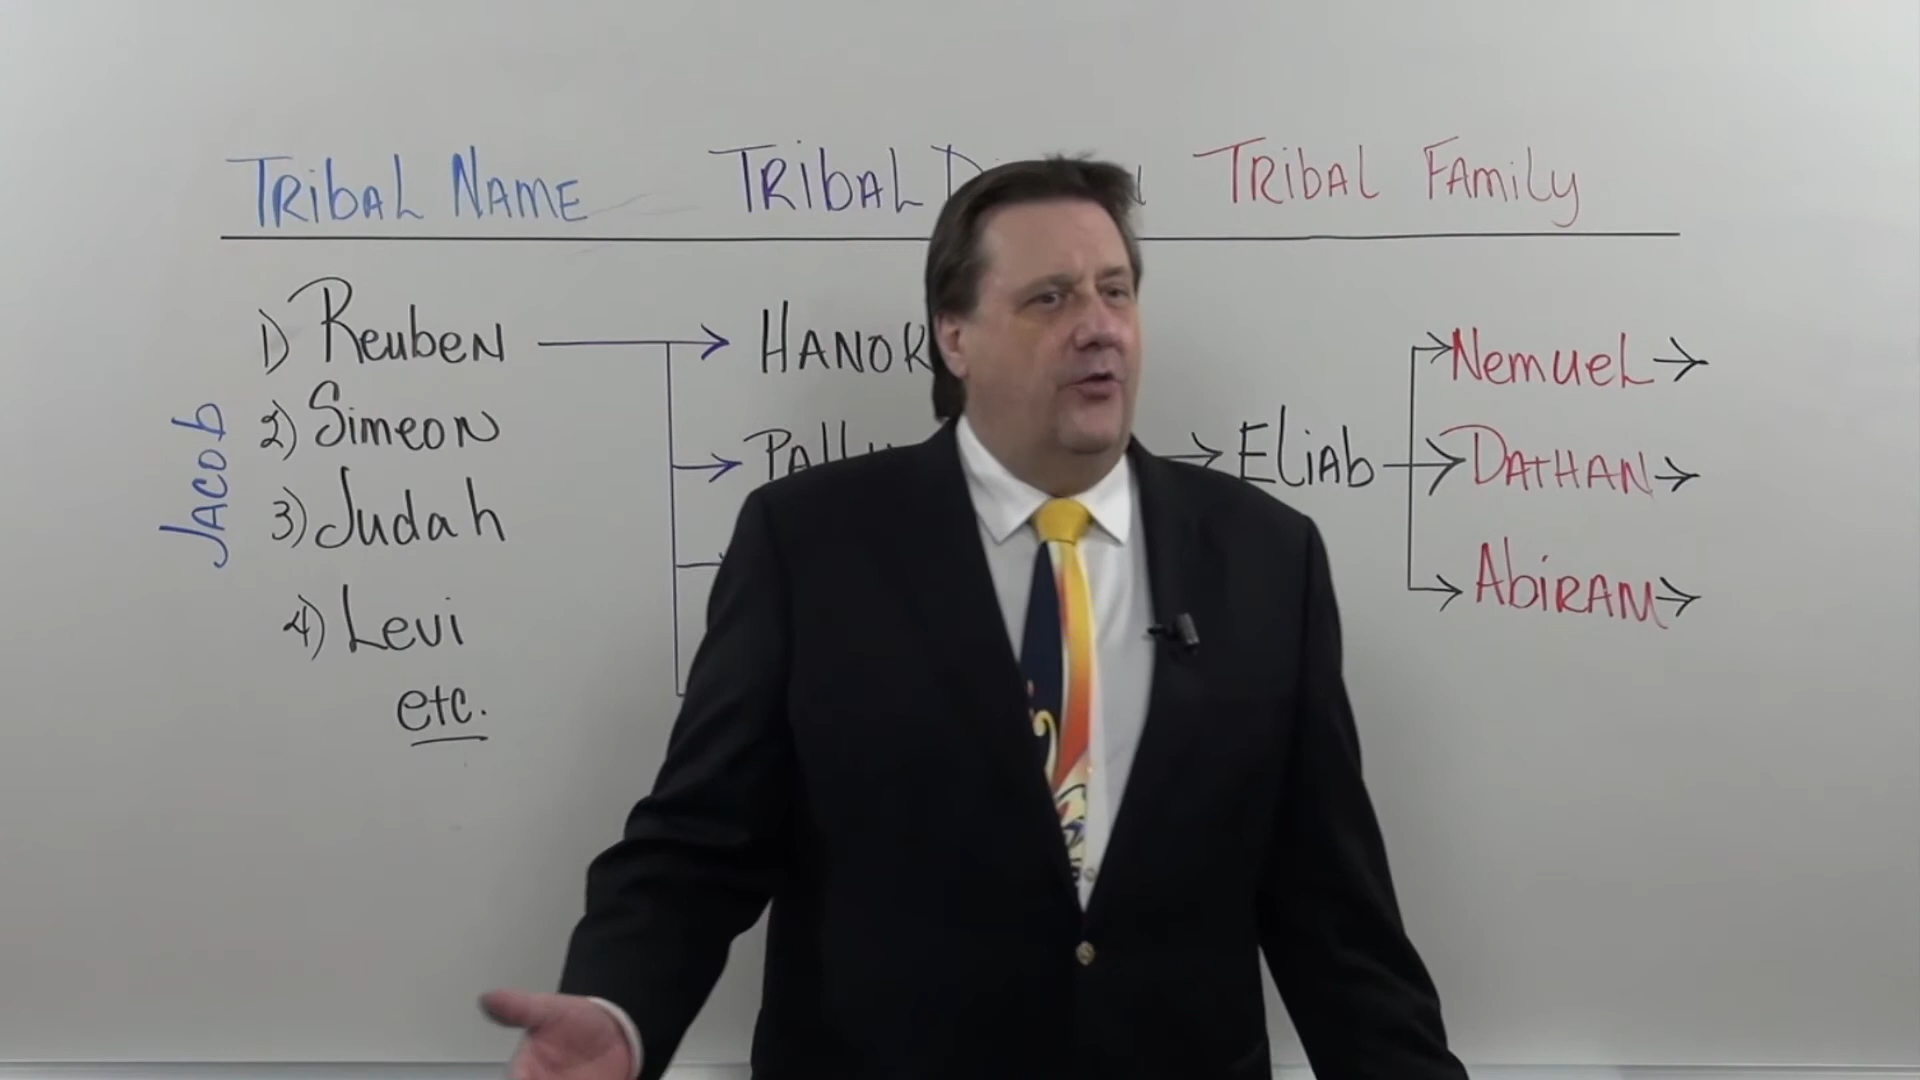 TRIBAL NAME TRIBAL TRIBAL FAMILY
1) Reuben HANOK NemueL
2) Simeon Eliab DATHAN
3) Judah AbiRAM
4) Levi
etc.
JACOb